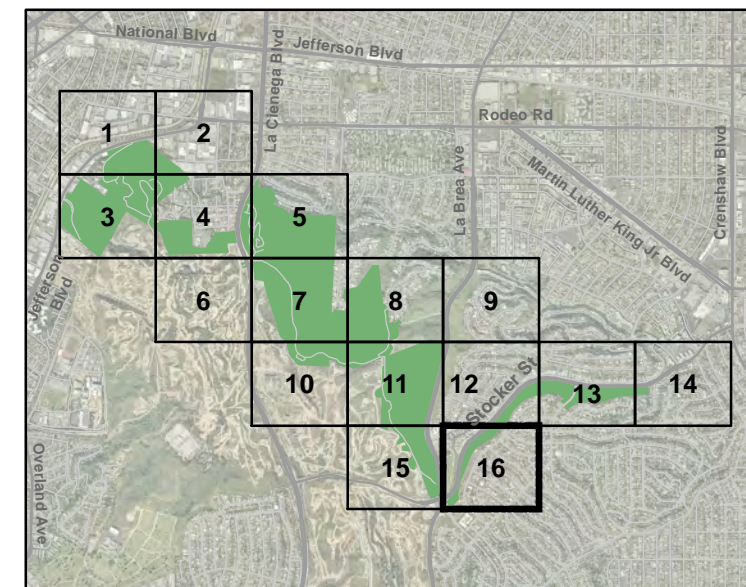 National Blvd
Jefferson Blvd
La Cienega Blvd
Rodeo Rd
La Brea Ave
Martin Luther King Jr Blvd
Crenshaw Blvd
1
2
3
4
5
Jefferson
Blvd
6
7
8
9
10
11
12
Stocker St
13
14
Overland Ave
15
16